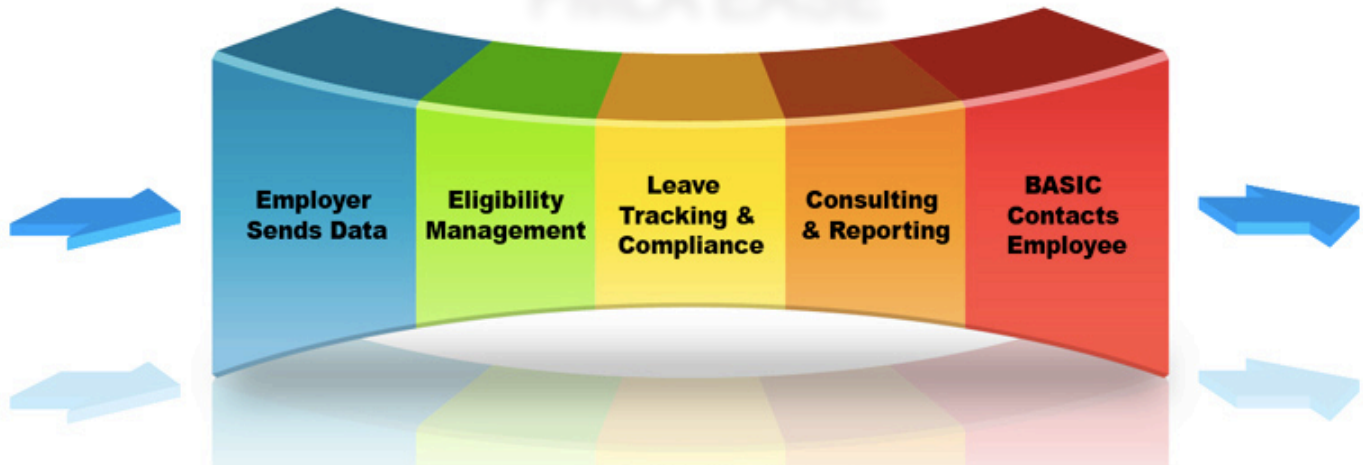 Employer
Sends Data
Eligibility
Management
Leave
Tracking &
Compliance
Consulting
& Reporting
BASIC
Contacts
Employee